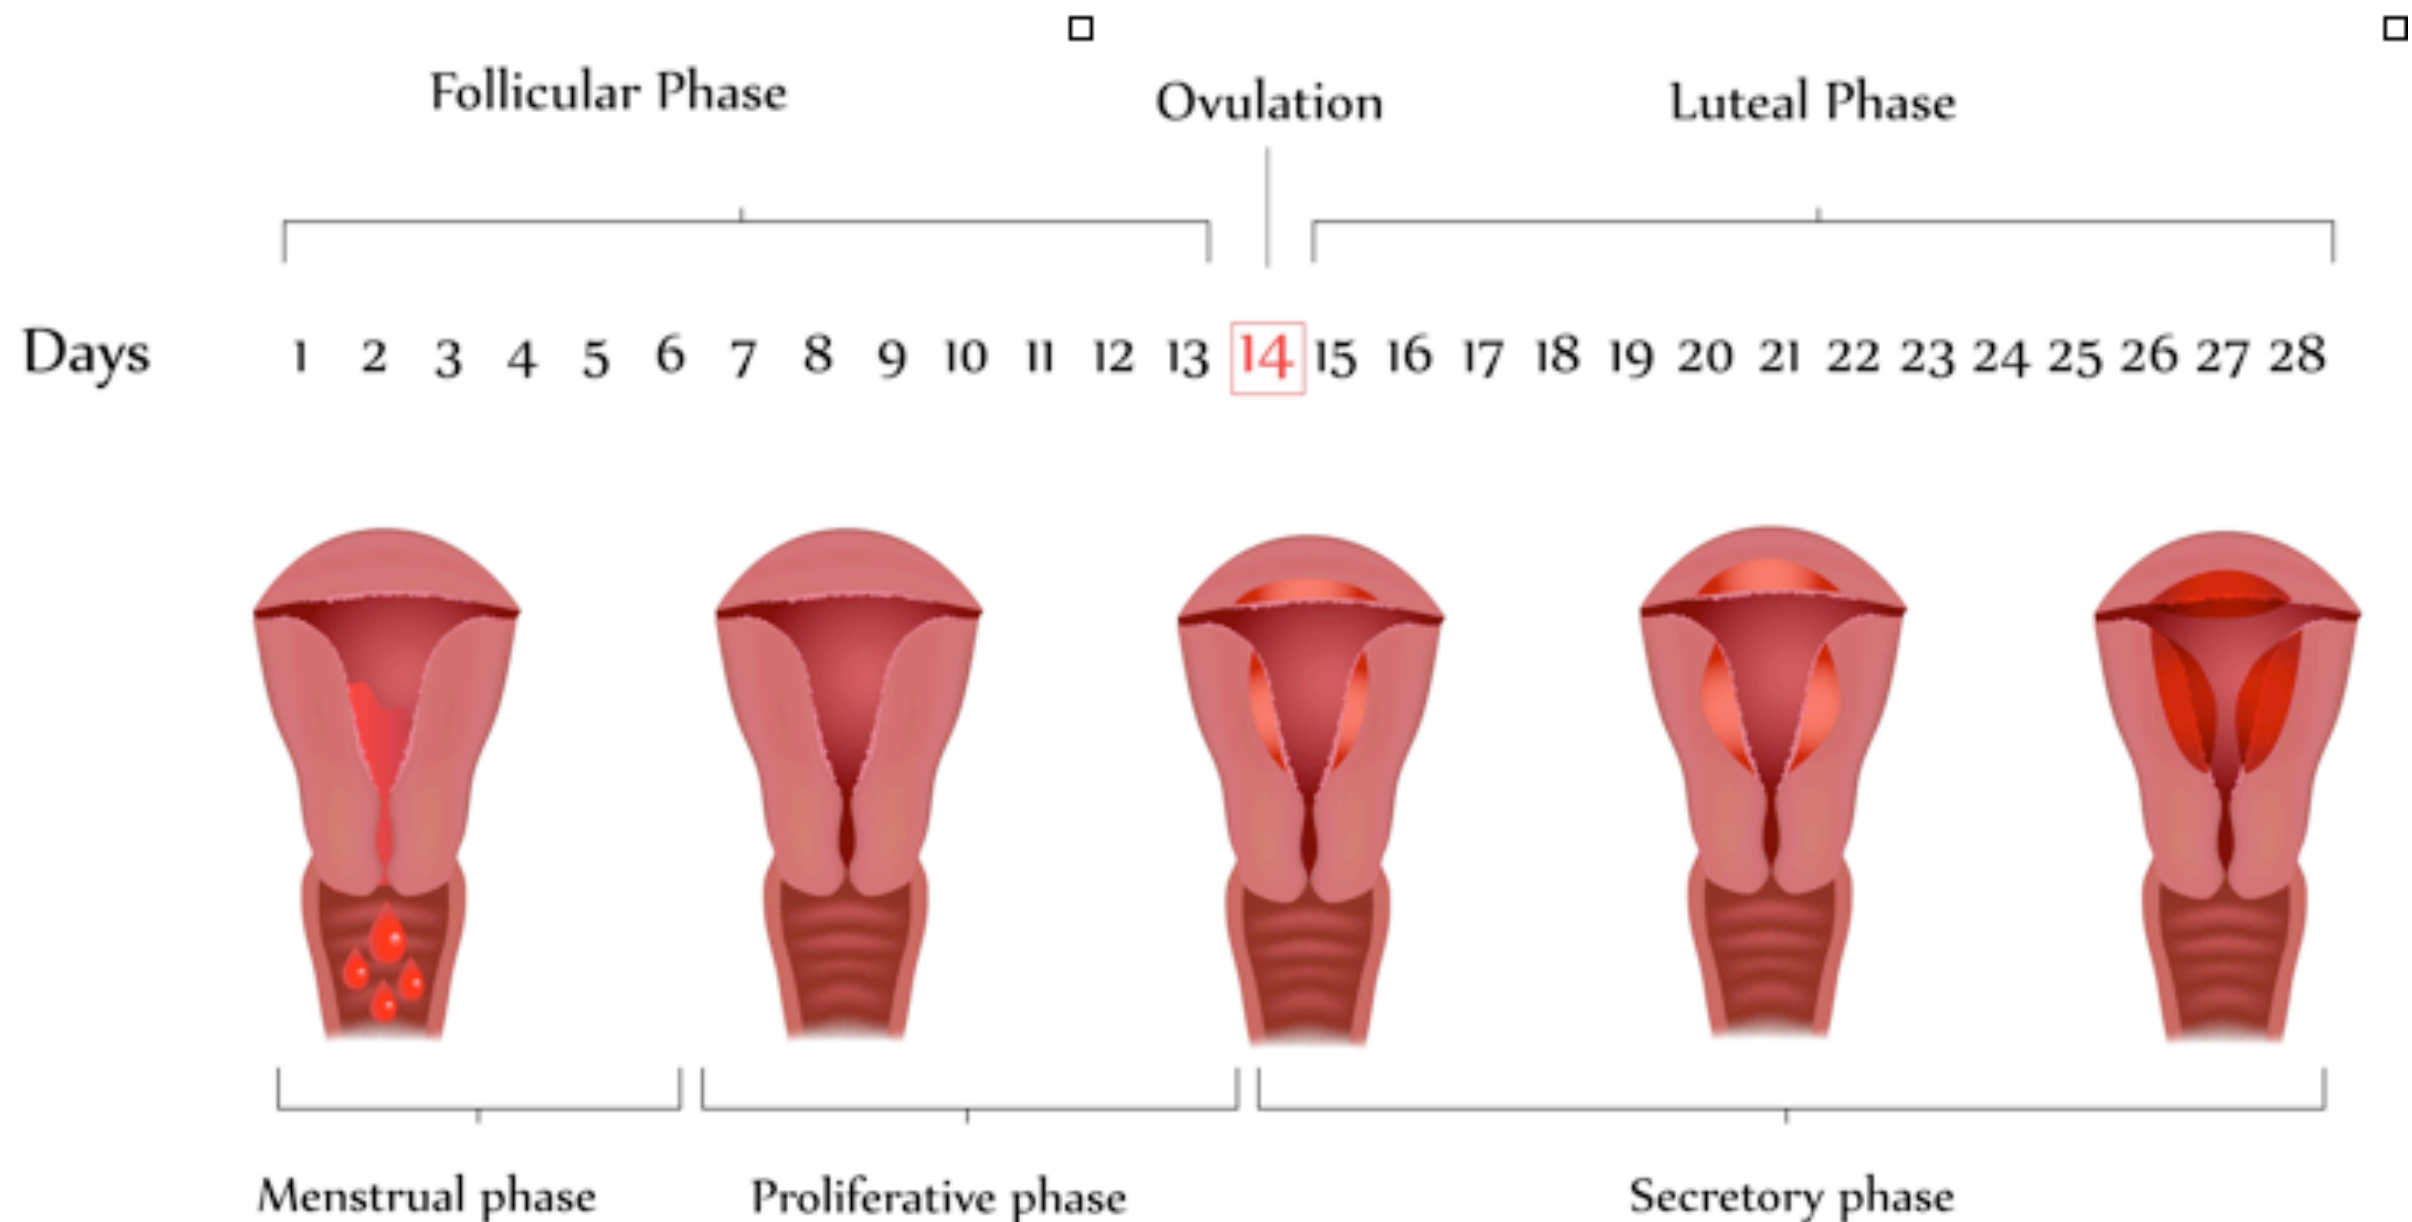 Follicular Phase
Ovulation
Luteal Phase
Days 1 2 3 4 5 6 7 8 9 10 11 12 13 14 15 16 17 18 19 20 21 22 23 24 25 26 27 28
Menstrual phase
Proliferative phase
Secretory phase